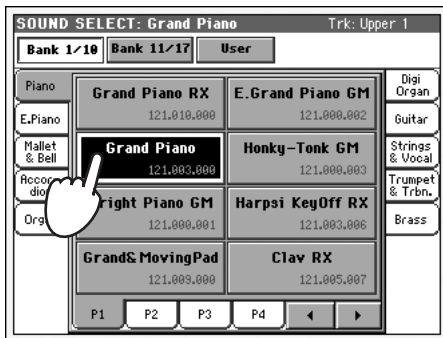 SOUND SELECT: Grand Piano Trk: Upper 1
Bank 1/10 Bank 11/17 User
Piano
E.Piano
Mallet
& Bell
Grand Piano RX
121.010.000
E.Grand Piano GM
121.000.002
Grand Piano
121.003.000
Honky-Tonk GM
121.000.003
Piano GM
121.000.001
Harpsi KeyOff RX
121.003.006
Grand&MovingPad
121.009.000
Clav RX
121.005.007
Digi
Organ
Guitar
Strings
& Vocal
Trumpet
& Trbn.
Brass
P1 P2 P3 P4